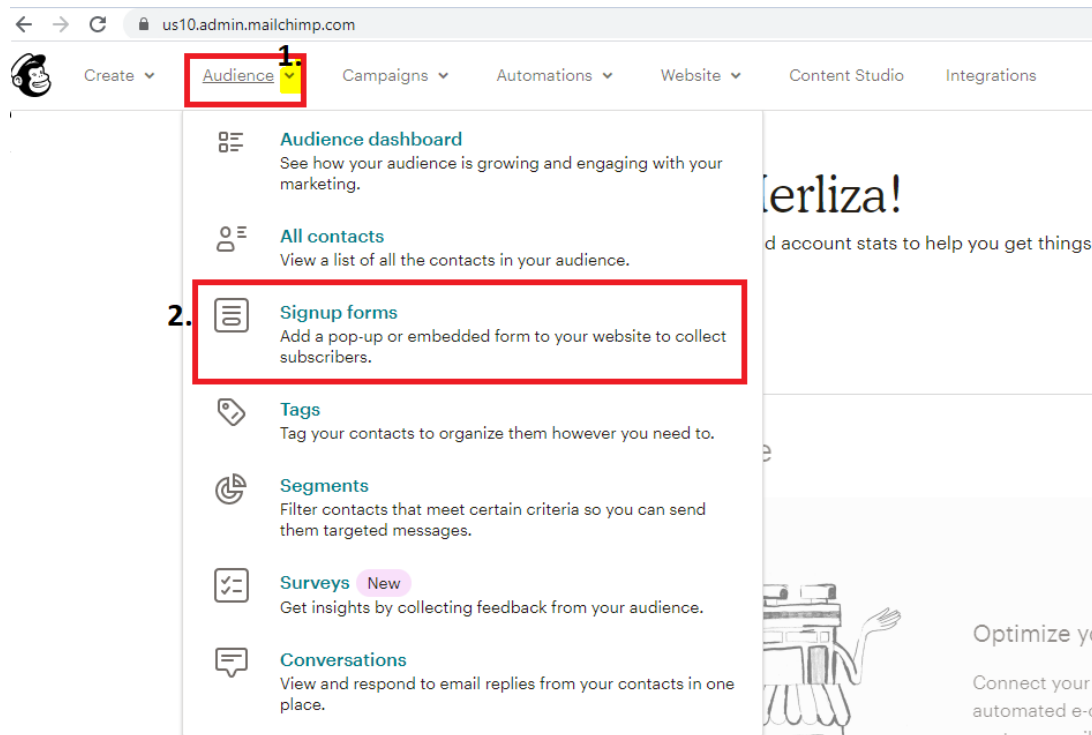 us10.admin.mailchimp.com
1.
Create Audience Campaigns Automations Website Content Studio Integrations
Audience dashboard
See how your audience is growing and engaging with your
marketing.
erliza!
All contacts
d account stats to help you get things
View a list of all the contacts in your audience.
2.
Signup forms
Add a pop-up or embedded form to your website to collect
subscribers.
Tags
Tag your contacts to organize them however you need to.
Segments
Filter contacts that meet certain criteria so you can send
them targeted messages.
Surveys New
Get insights by collecting feedback from your audience.
Optimize yo
Conversations
View and respond to email replies from your contacts in one
place.
Connect your
automated e-c